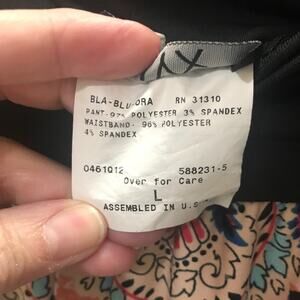 BLA-BLU-ORA RN 31310
PANT-97% POLYESTER 3% SPANDEX
WAISTBAND- 96% POLYESTER
4% SPANDEX
0461Q12 588231-5
Over for Care
L
ASSEMBLED IN U.S.